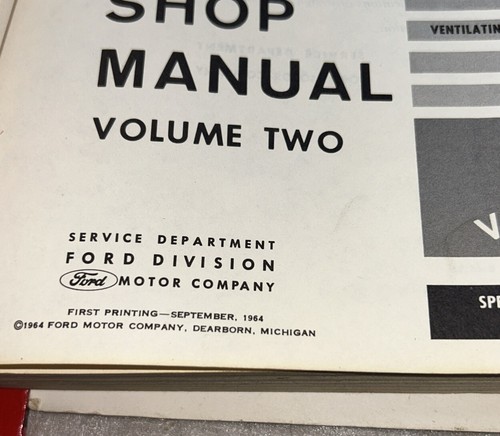 SHOP
MANUAL
VOLUME TWO
SERVICE DEPARTMENT
FORD DIVISION
Ford MOTOR COMPANY
FIRST PRINTING—SEPTEMBER, 1964
©1964 FORD MOTOR COMPANY, DEARBORN, MICHIGAN